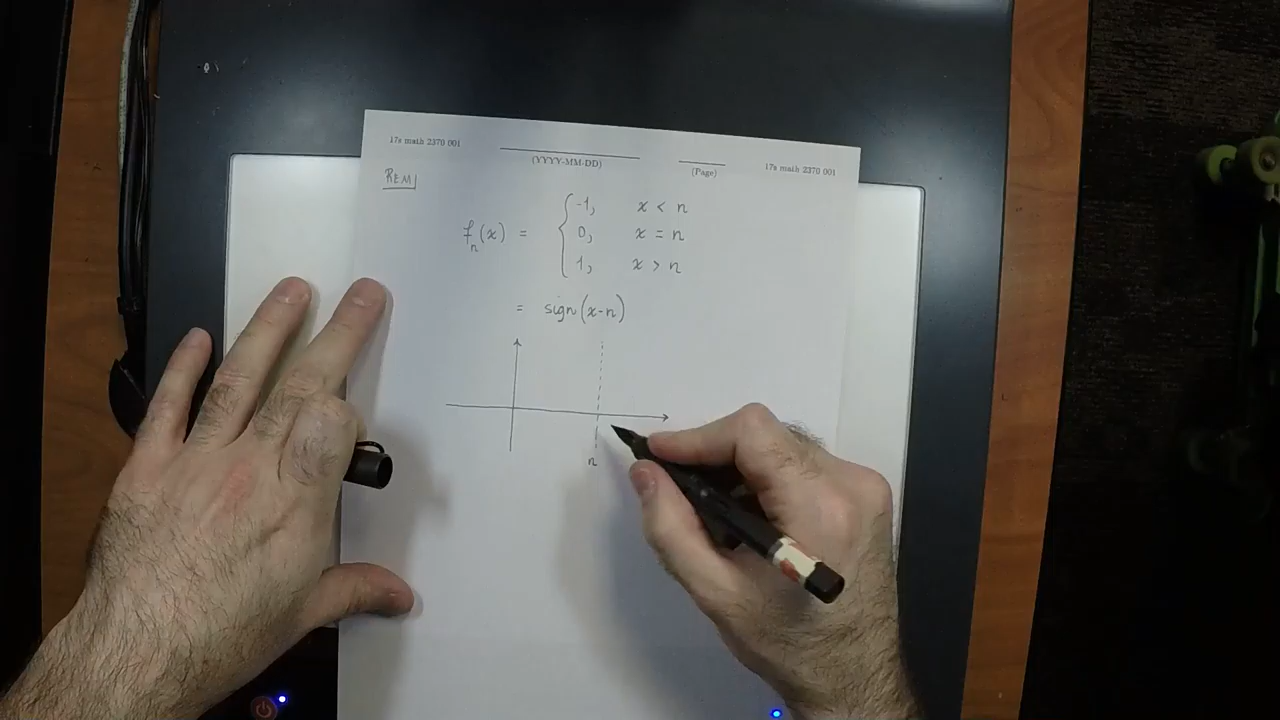 17s math 2370 001 (YYYY-MM-DD) (Page) 17s math 2370 001
REM
f_n(x) = { -1, x < n
0, x = n
1, x > n
= sign(x-n)
n